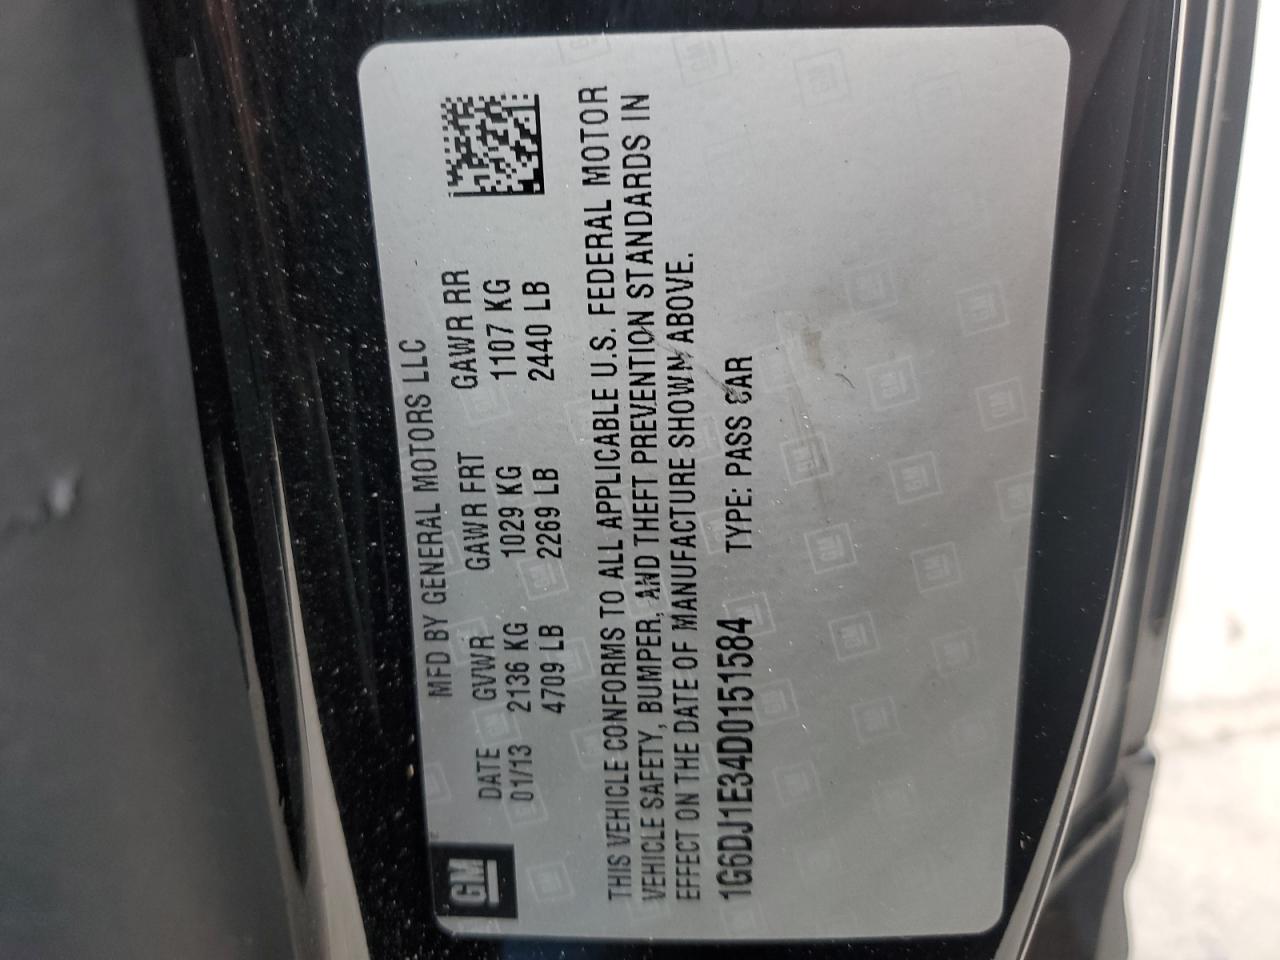 GM
MFD BY GENERAL MOTORS LLC
DATE GVWR GAWR FRT GAWR RR
01/13 2136 KG 1029 KG 1107 KG
4709 LB 2269 LB 2440 LB
THIS VEHICLE CONFORMS TO ALL APPLICABLE U.S. FEDERAL MOTOR
VEHICLE SAFETY, BUMPER, AND THEFT PREVENTION STANDARDS IN
EFFECT ON THE DATE OF MANUFACTURE SHOWN ABOVE.
1G6DJ1E34D0151584 TYPE: PASS CAR